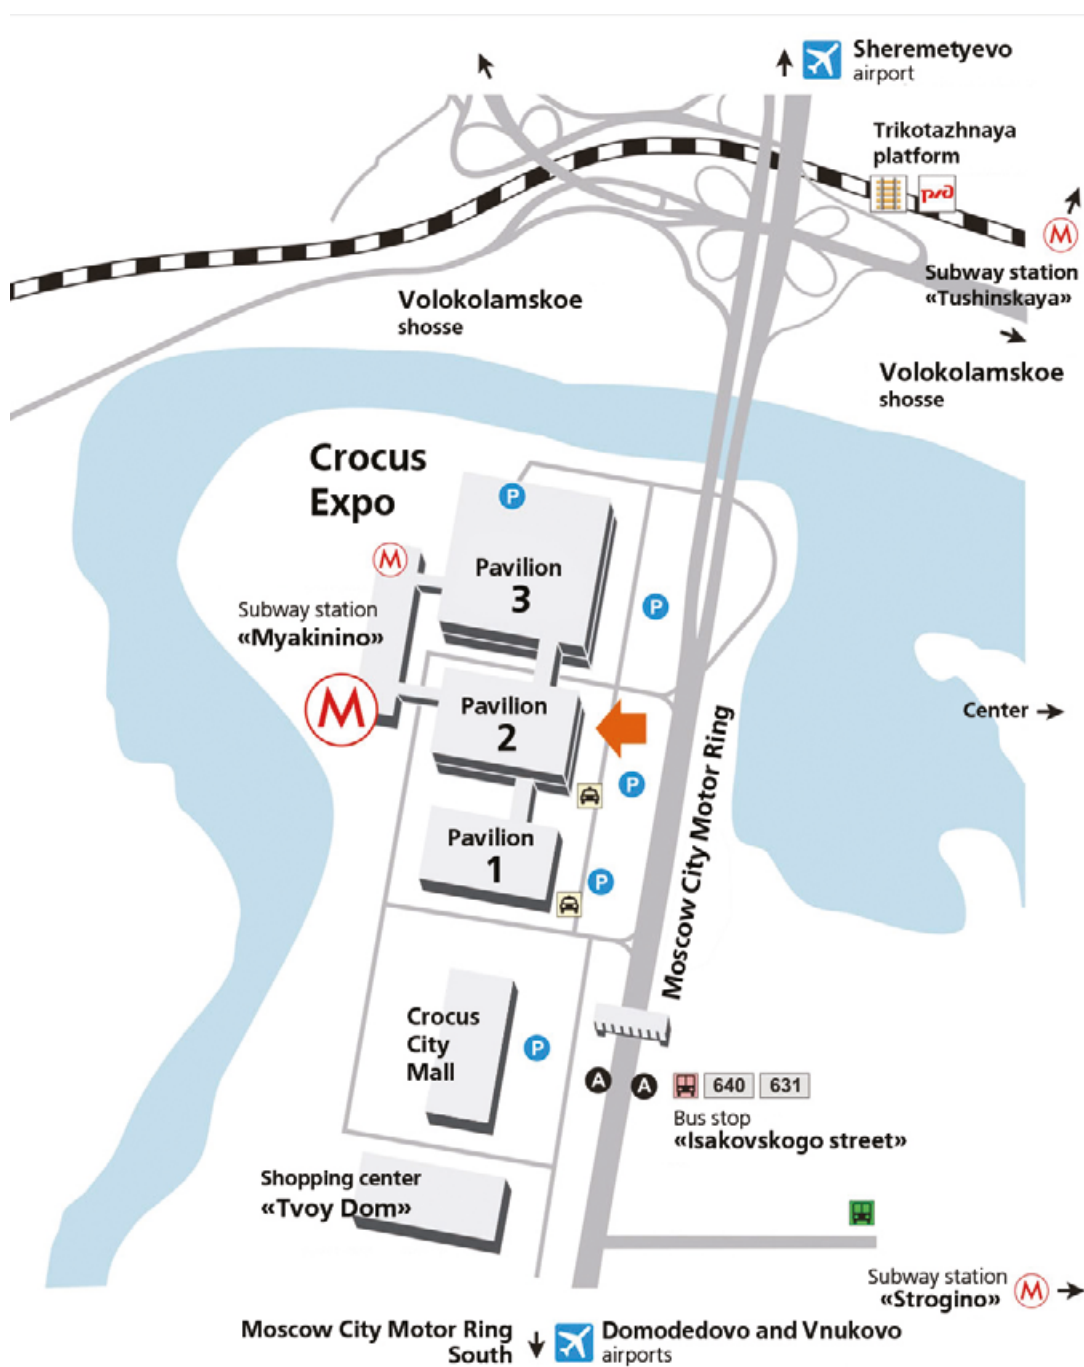 Sheremetyevo
airport
Trikotazhnaya
platform
РЖД
M
Subway station
«Tushinskaya»
Volokolamskoe
shosse
Volokolamskoe
shosse
Crocus
Expo
P
Pavilion
3
M
Subway station
«Myakinino»
P
M
Pavilion
2
Center
Moscow City Motor Ring
P
Pavilion
1
P
Crocus
City
Mall
P
A
A
640
631
Bus stop
«Isakovskogo street»
Shopping center
«Tvoy Dom»
Subway station
«Strogino»
M
Moscow City Motor Ring
South
Domodedovo and Vnukovo
airports